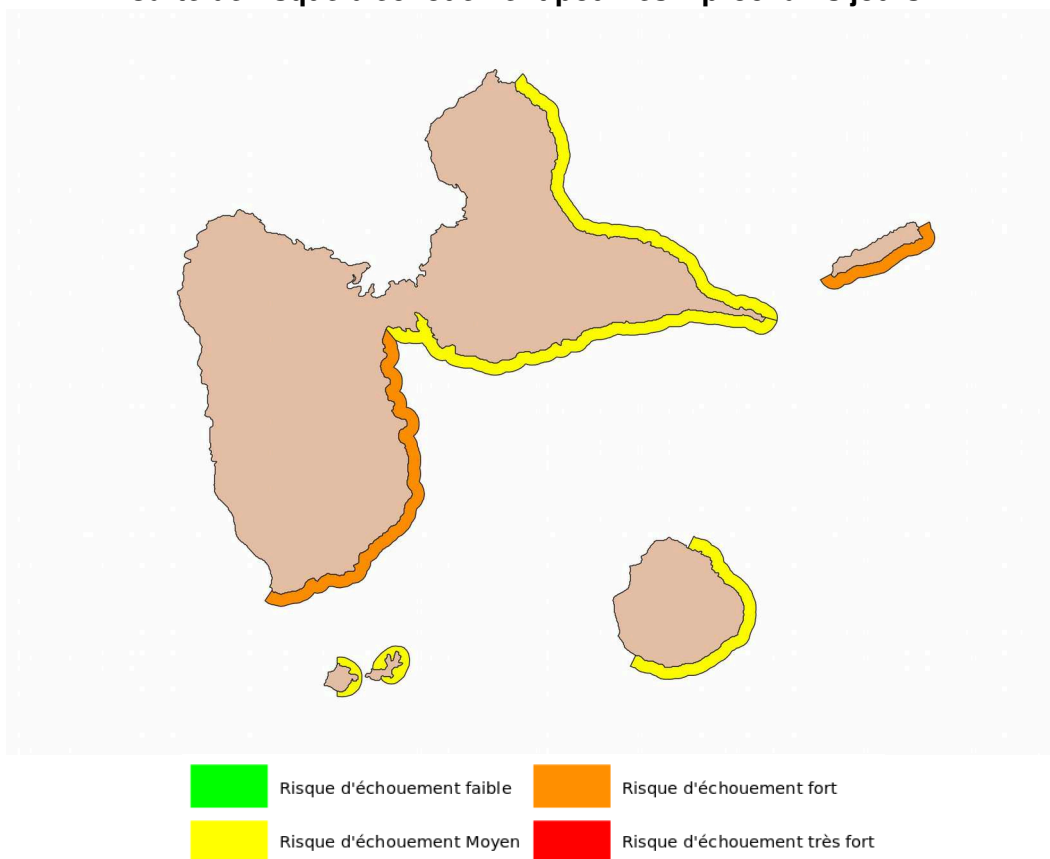 Risque d'échouement faible
Risque d'échouement fort
Risque d'échouement Moyen
Risque d'échouement très fort